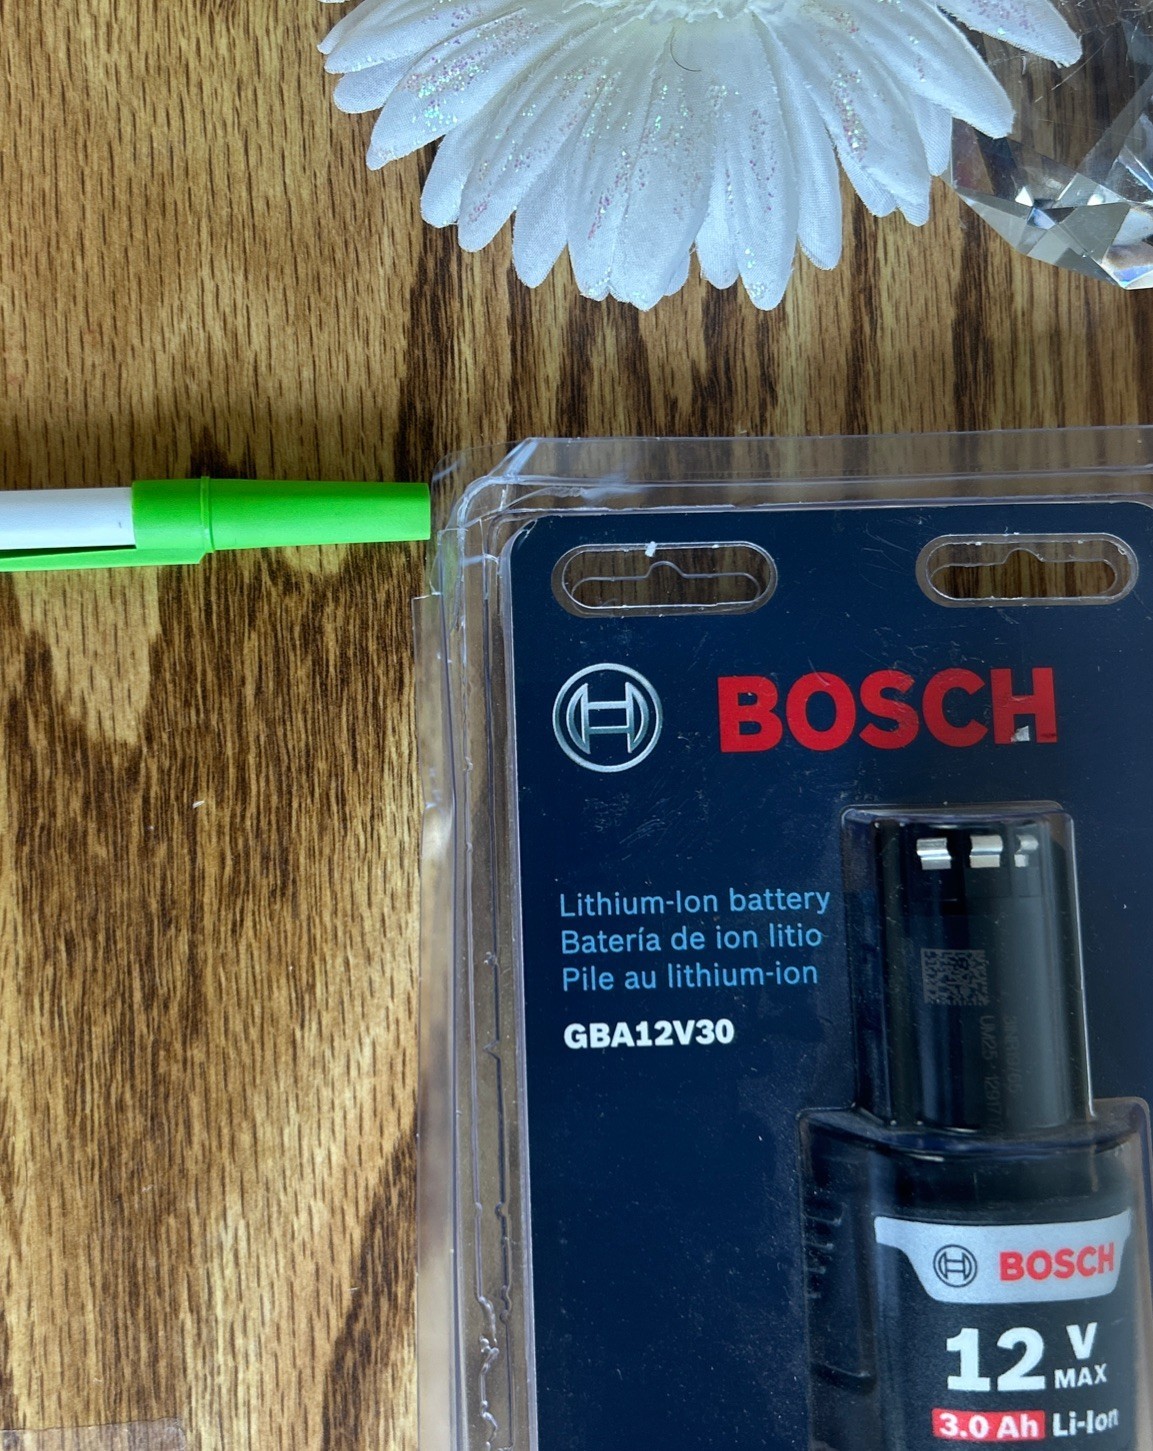 BOSCH
Lithium-Ion battery
Batería de ion litio
Pile au lithium-ion
GBA12V30
BOSCH
12 V
MAX
3.0 Ah Li-Ion